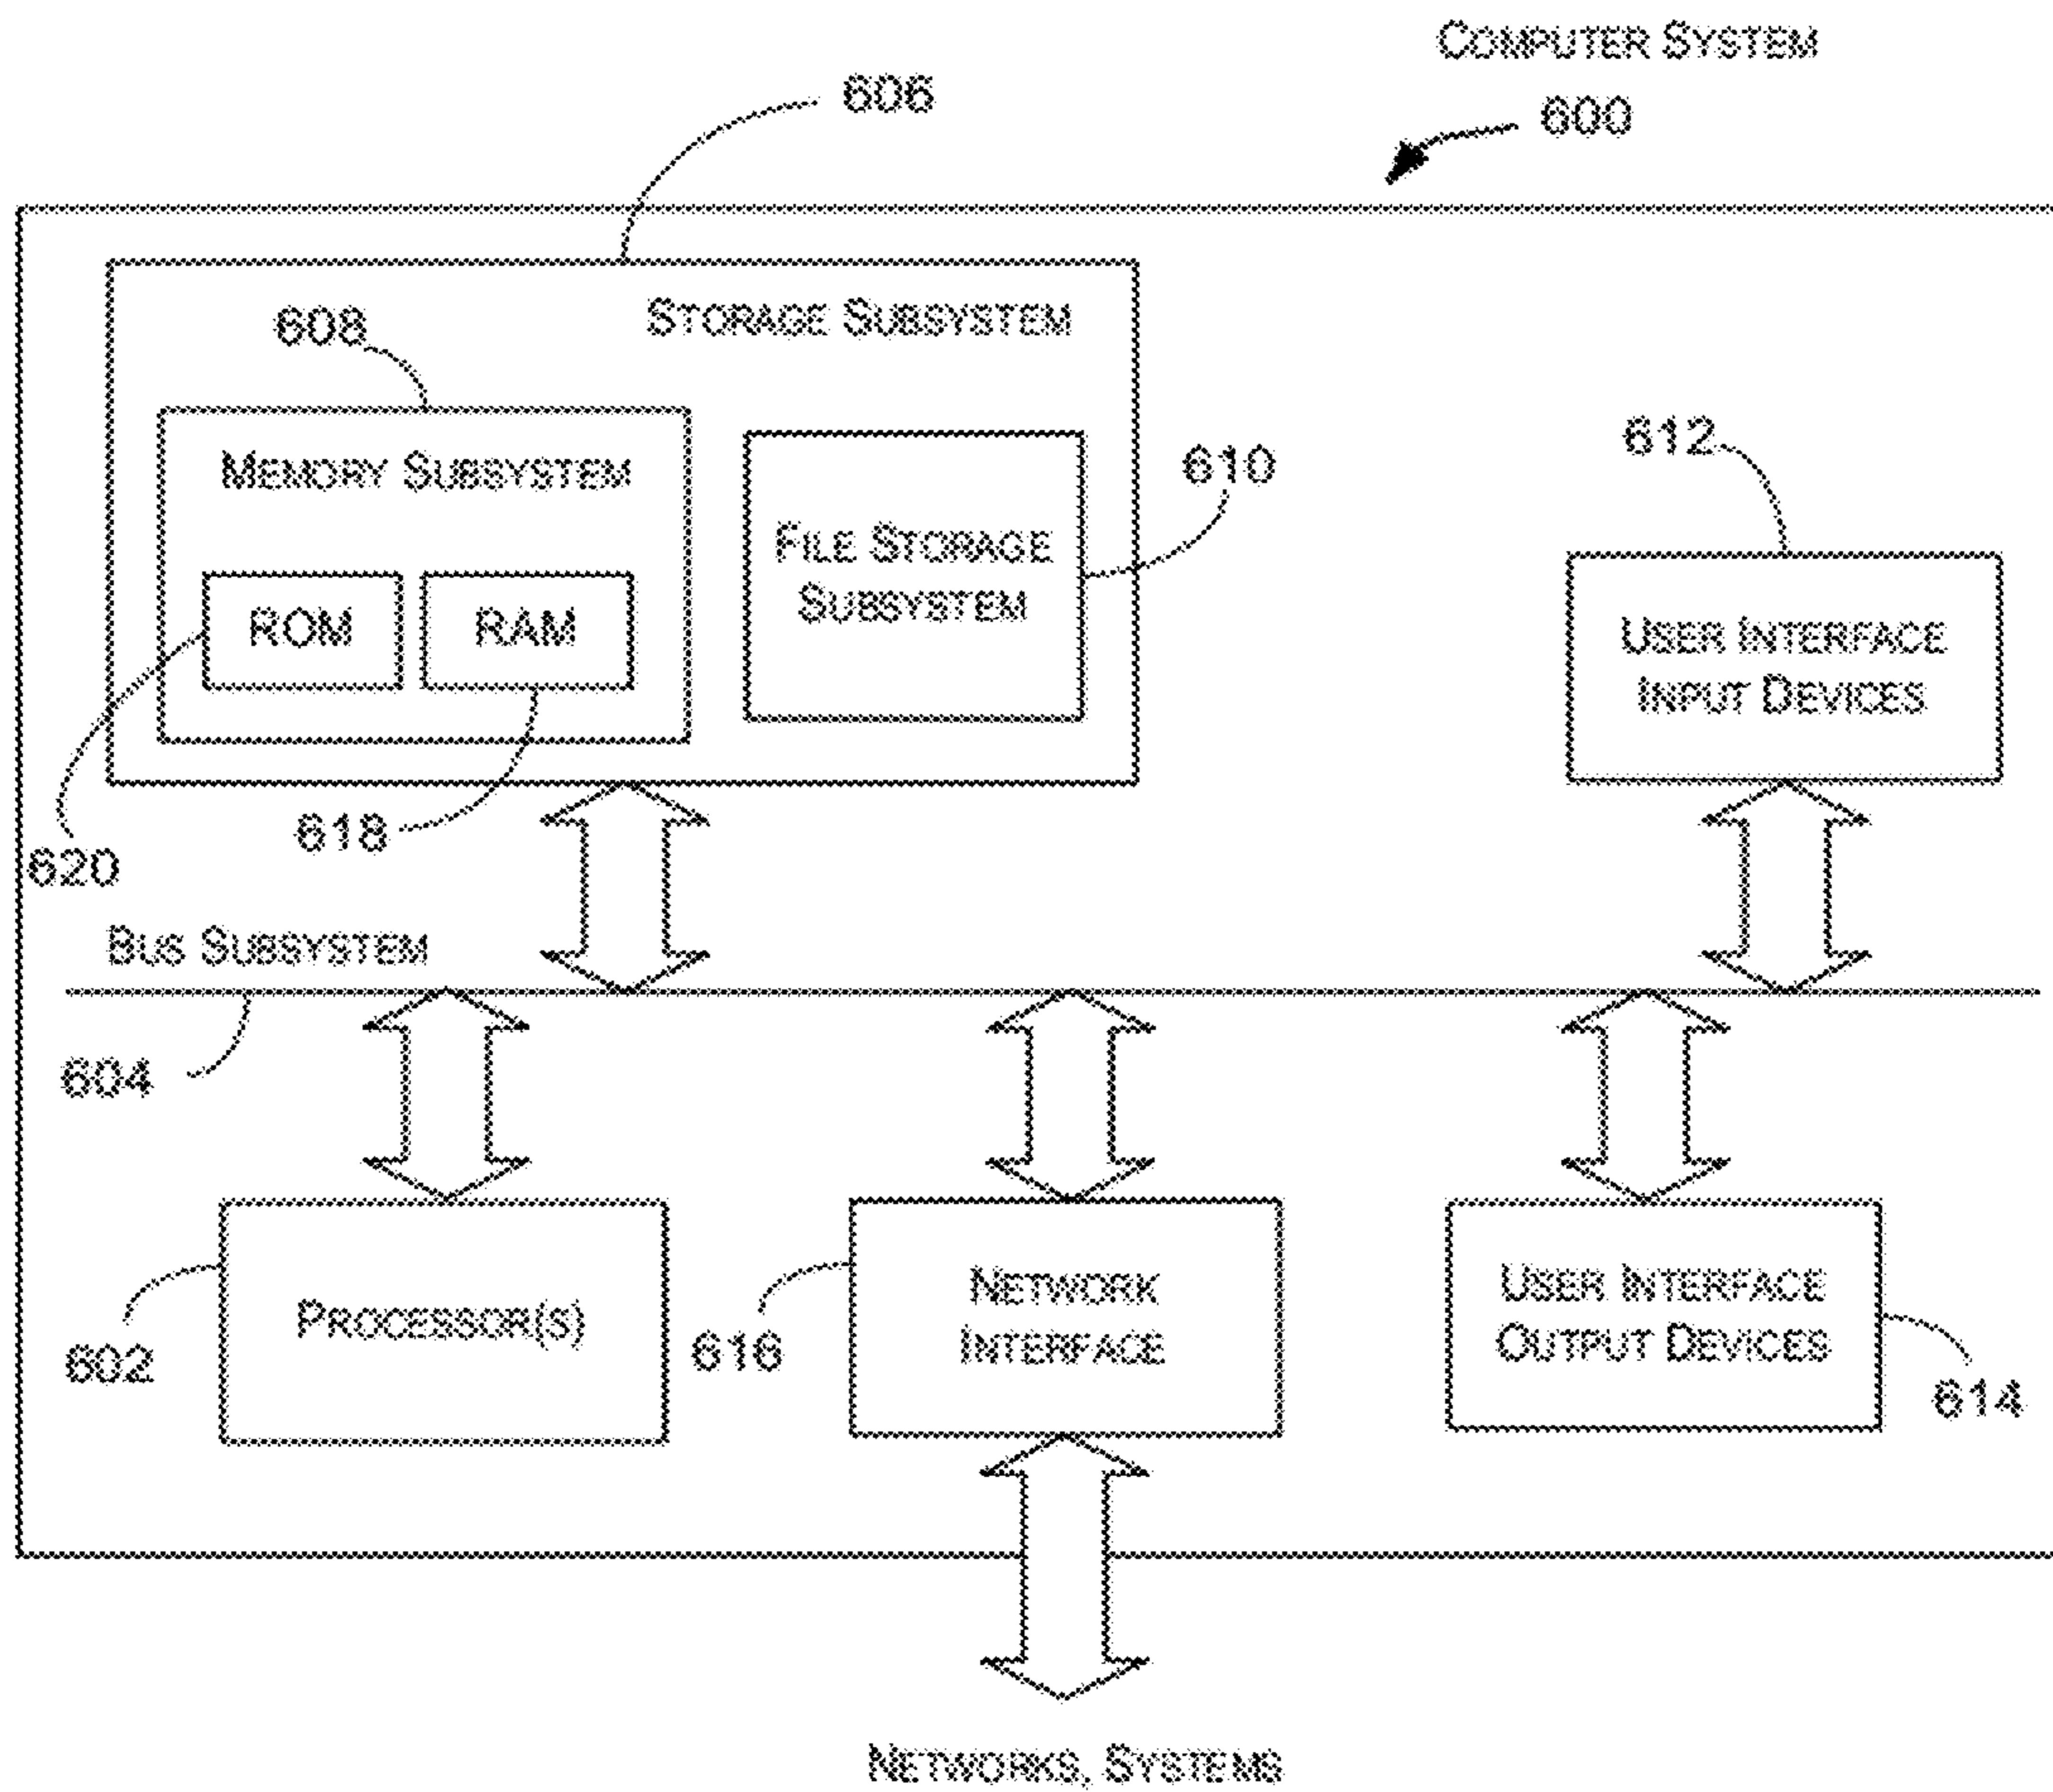 COMPUTER SYSTEM
600
606
STORAGE SUBSYSTEM
608
MEMORY SUBSYSTEM
ROM
RAM
FILE STORAGE
SUBSYSTEM
610
612
USER INTERFACE
INPUT DEVICES
620
618
BUS SUBSYSTEM
604
602
PROCESSOR(S)
616
NETWORK
INTERFACE
USER INTERFACE
OUTPUT DEVICES
614
NETWORKS, SYSTEMS